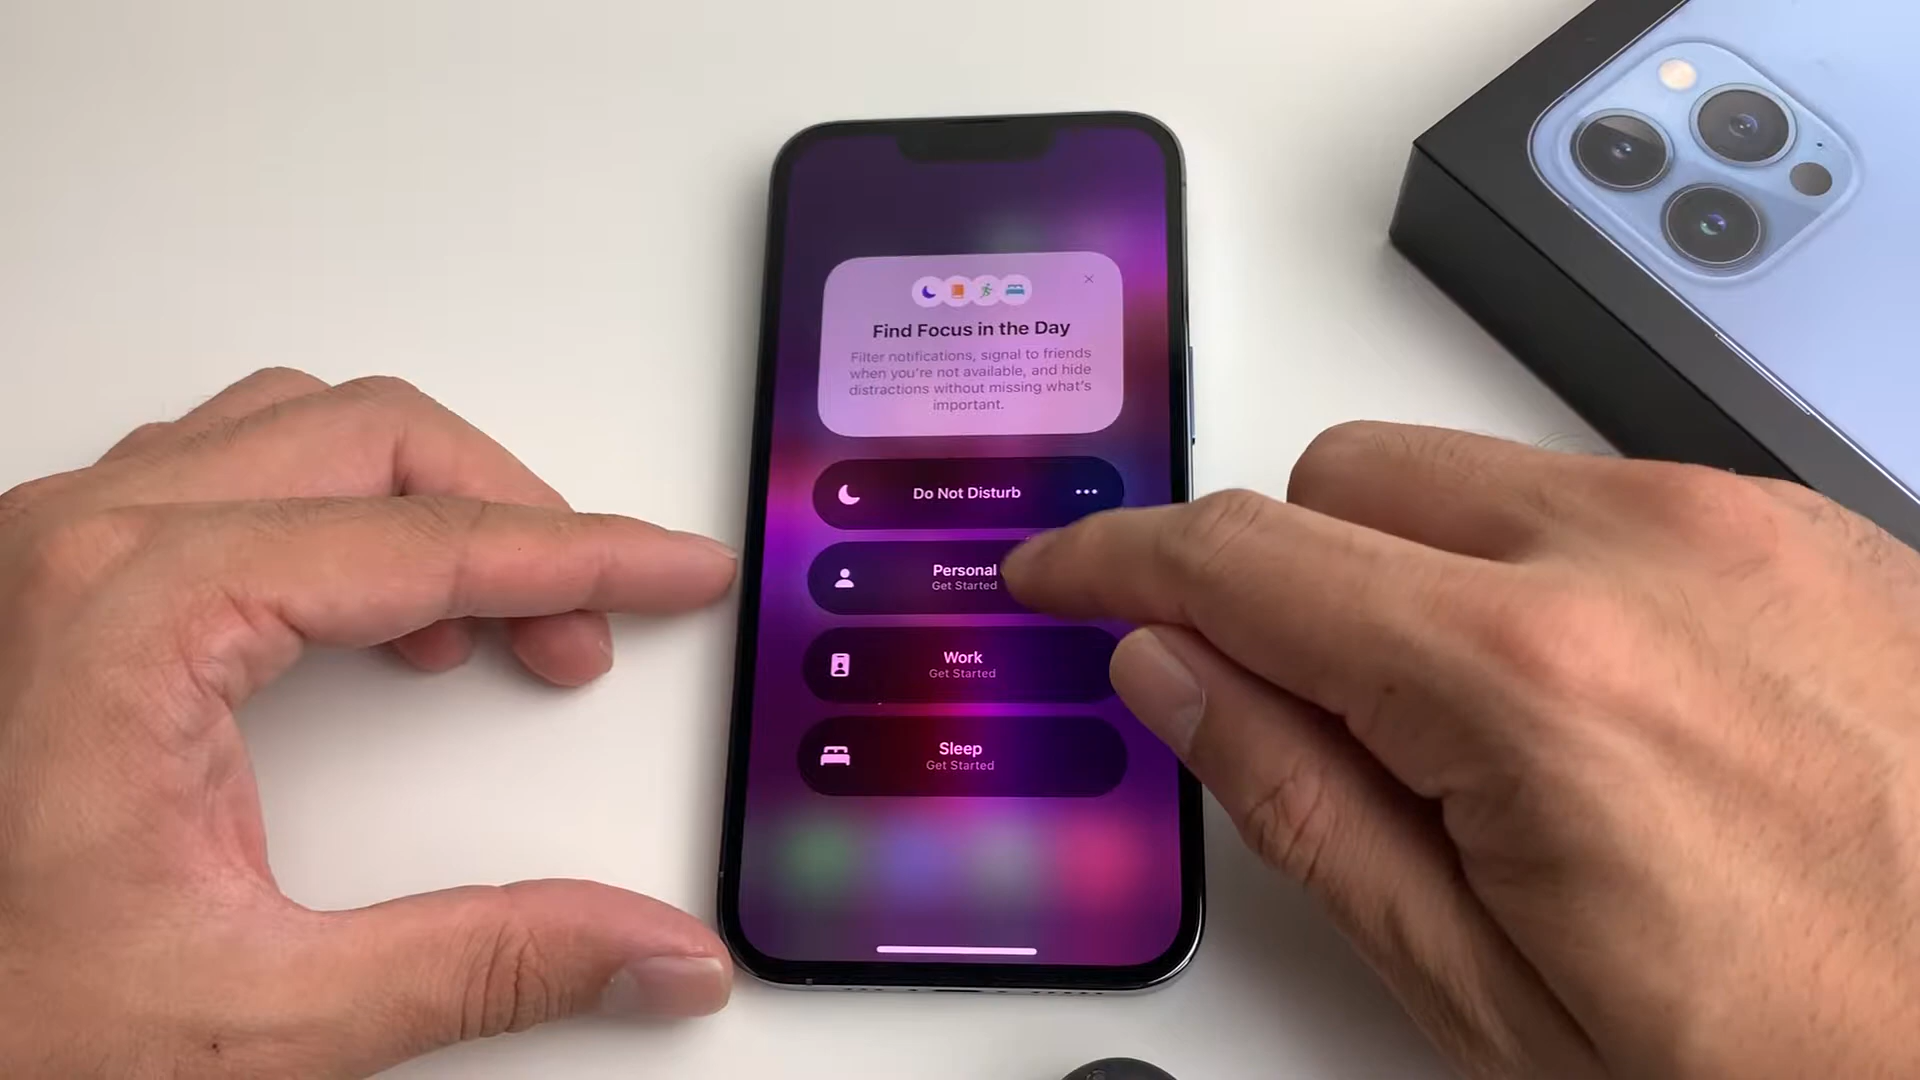 Find Focus in the Day
Filter notifications, signal to friends
when you're not available, and hide
distractions without missing what's
important.
Do Not Disturb
Personal
Get Started
Work
Get Started
Sleep
Get Started